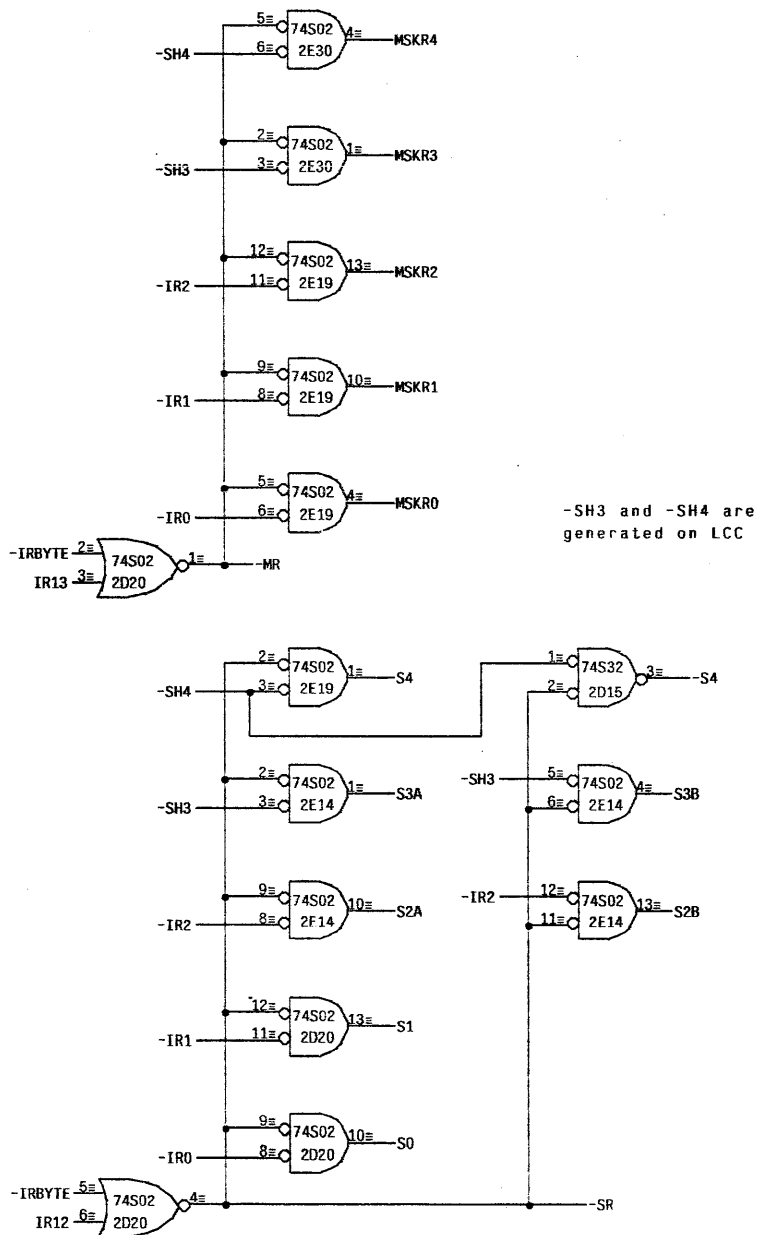 5≡ 74S02 4≡ MSKR4
-SH4 6≡ 2E30
2≡ 74S02 1≡ MSKR3
-SH3 3≡ 2E30
12≡ 74S02 13≡ MSKR2
-IR2 11≡ 2E19
9≡ 74S02 10≡ MSKR1
-IR1 8≡ 2E19
5≡ 74S02 4≡ MSKR0
-IR0 6≡ 2E19
-SH3 and -SH4 are
generated on LCC
-IRBYTE 2≡ 74S02 1≡ -MR
IR13 3≡ 2D20
2≡ 74S02 1≡ S4
-SH4 3≡ 2E19
1≡ 74S32 3≡ -S4
2≡ 2D15
2≡ 74S02 1≡ S3A
-SH3 3≡ 2E14
-SH3 5≡ 74S02 4≡ S3B
6≡ 2E14
9≡ 74S02 10≡ S2A
-IR2 8≡ 2E14
-IR2 12≡ 74S02 13≡ S2B
11≡ 2E14
12≡ 74S02 13≡ S1
-IR1 11≡ 2D20
9≡ 74S02 10≡ S0
-IR0 8≡ 2D20
-IRBYTE 5≡ 74S02 4≡ -SR
IR12 6≡ 2D20